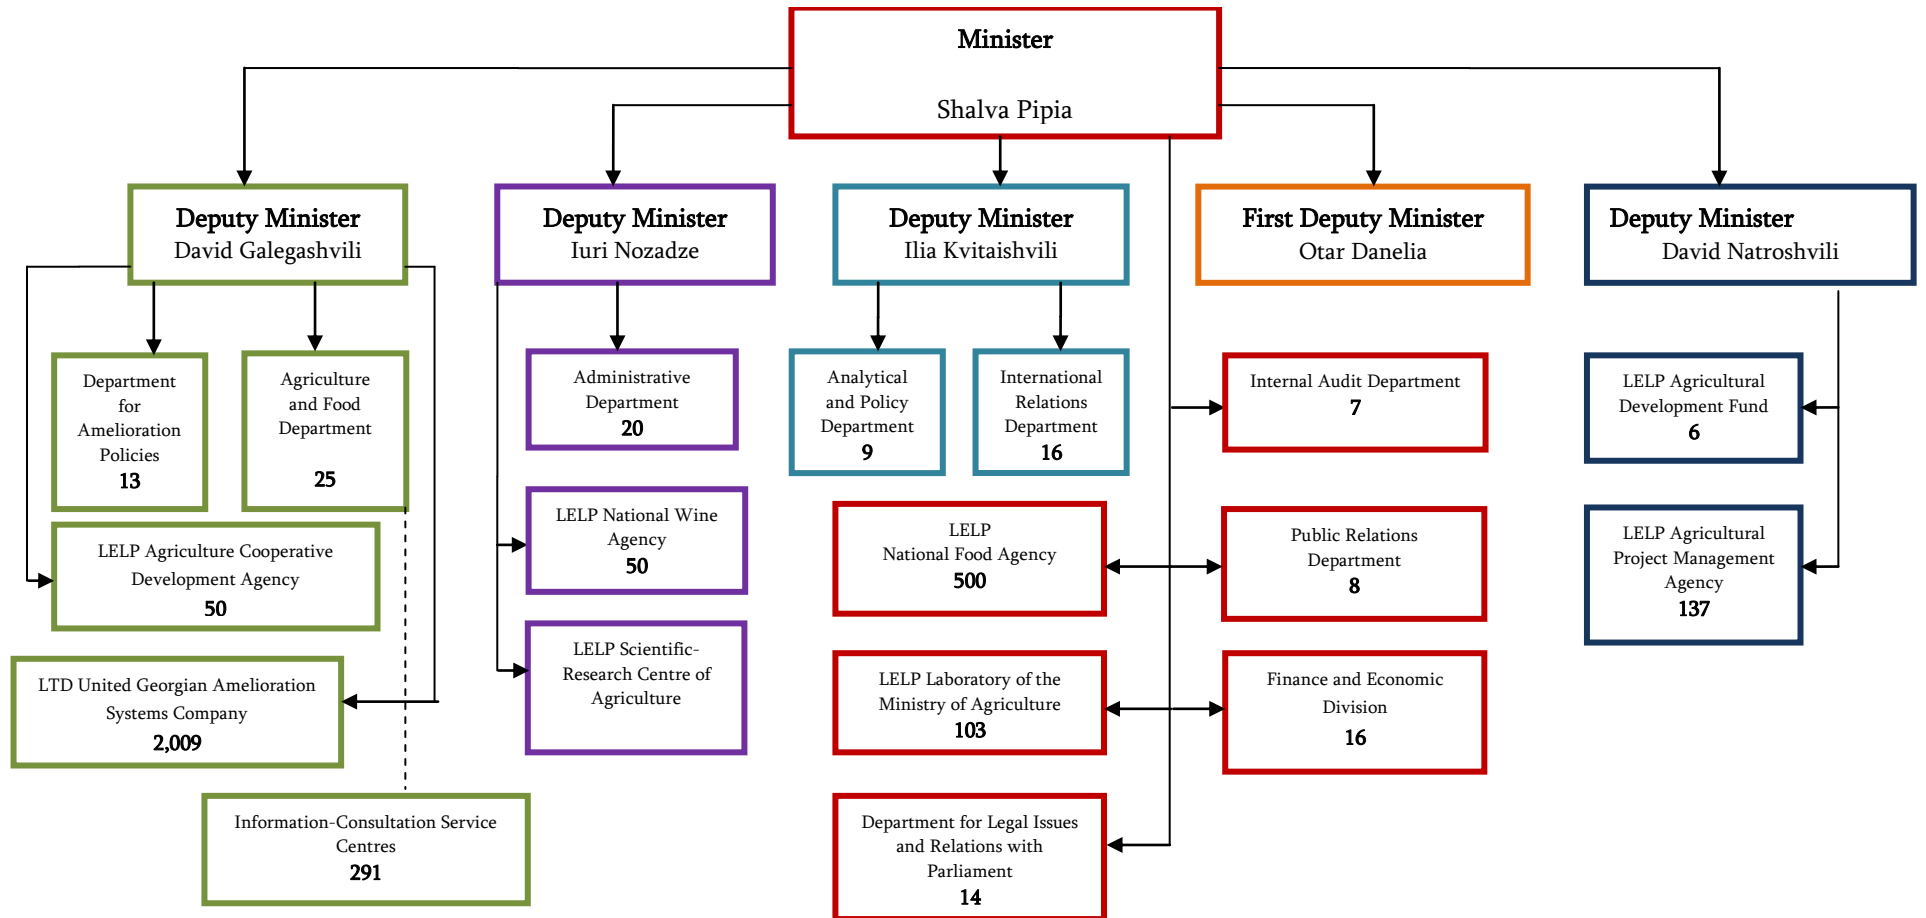 Minister
Shalva Pipia
Deputy Minister
David Galegashvili
Deputy Minister
Iuri Nozadze
Deputy Minister
Ilia Kvitaishvili
First Deputy Minister
Otar Danelia
Deputy Minister
David Natroshvili
Department
for
Amelioration
Policies
13
Agriculture
and Food
Department
25
LELP Agriculture Cooperative
Development Agency
50
LTD United Georgian Amelioration
Systems Company
2,009
Information-Consultation Service
Centres
291
Administrative
Department
20
LELP National Wine
Agency
50
LELP Scientific-
Research Centre of
Agriculture
Analytical
and Policy
Department
9
International
Relations
Department
16
LELP
National Food Agency
500
LELP Laboratory of the
Ministry of Agriculture
103
Department for Legal Issues
and Relations with
Parliament
14
Internal Audit Department
7
Public Relations
Department
8
Finance and Economic
Division
16
LELP Agricultural
Development Fund
6
LELP Agricultural
Project Management
Agency
137